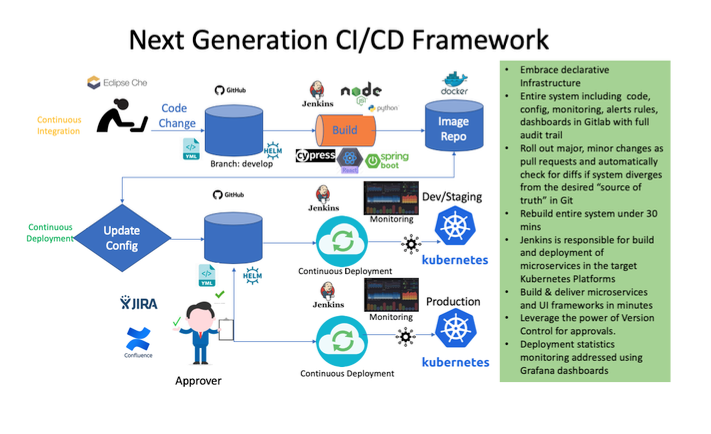 Next Generation CI/CD Framework
Eclipse Che
Continuous
Integration
Code
Change
GitHub
YML
Branch: develop
HELM
Jenkins
node
JS
python
Build
cypress
React
spring
boot
docker
Image
Repo
Continuous
Deployment
Update
Config
GitHub
YML
HELM
Jenkins
Continuous Deployment
Monitoring
Dev/Staging
kubernetes
JIRA
Confluence
Approver
Jenkins
Continuous Deployment
Monitoring
Production
kubernetes
• Embrace declarative
Infrastructure
• Entire system including code,
config, monitoring, alerts rules,
dashboards in Gitlab with full
audit trail
• Roll out major, minor changes as
pull requests and automatically
check for diffs if system diverges
from the desired “source of
truth” in Git
• Rebuild entire system under 30
mins
• Jenkins is responsible for build
and deployment of
microservices in the target
Kubernetes Platforms
• Build & deliver microservices
and UI frameworks in minutes
• Leverage the power of Version
Control for approvals.
• Deployment statistics
monitoring addressed using
Grafana dashboards